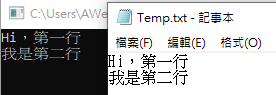 C:\Users\AWe
Hi，第一行
我是第二行
Temp.txt - 記事本
檔案(F) 編輯(E) 格式(O)
Hi，第一行
我是第二行